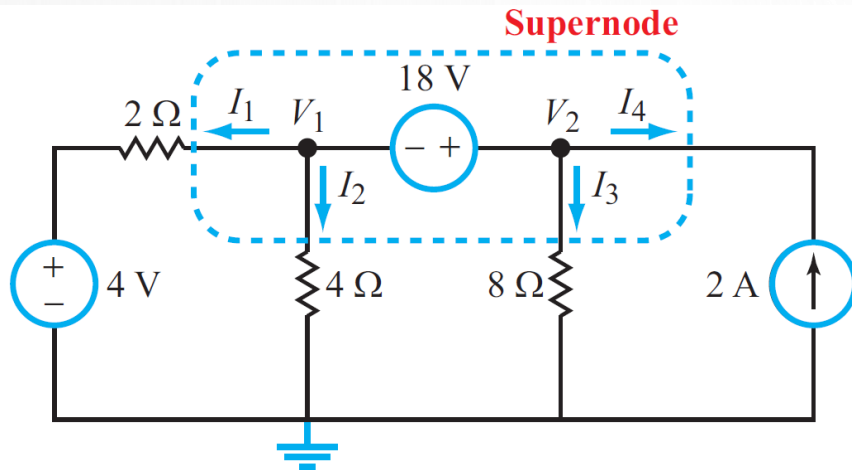 Supernode
18 V
2 Ω I₁ V₁ − + V₂ I₄
I₂ I₃
+ − 4 V 4 Ω 8 Ω 2 A